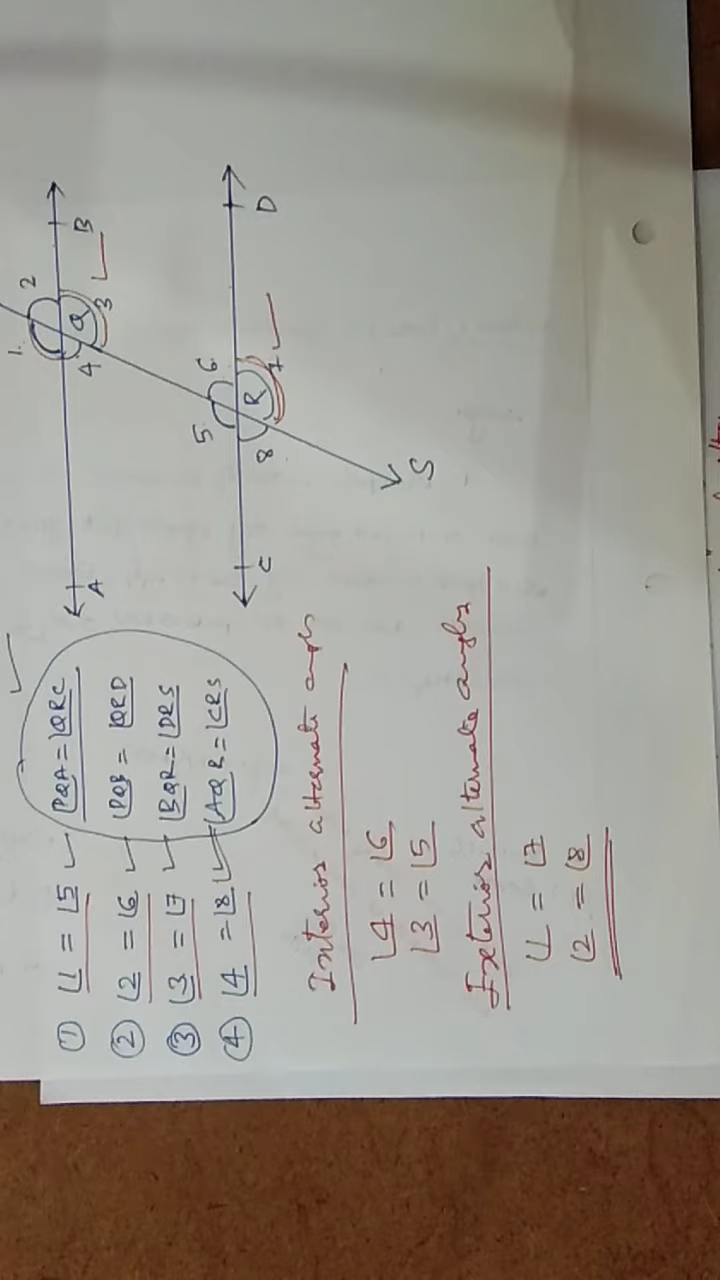 1 2 B
A 4 Q 3
5 6 D
C 8 R 7
S
① ∠1 = ∠5 ✓ ∠PQA = ∠QRC
② ∠2 = ∠6 ✓ ∠PQB = ∠QRD
③ ∠3 = ∠7 ✓ ∠BQR = ∠DRS
④ ∠4 = ∠8 ✓ ∠AQR = ∠CRS
Interior alternate angles
∠4 = ∠6
∠3 = ∠5
Exterior alternate angles
∠1 = ∠7
∠2 = ∠8